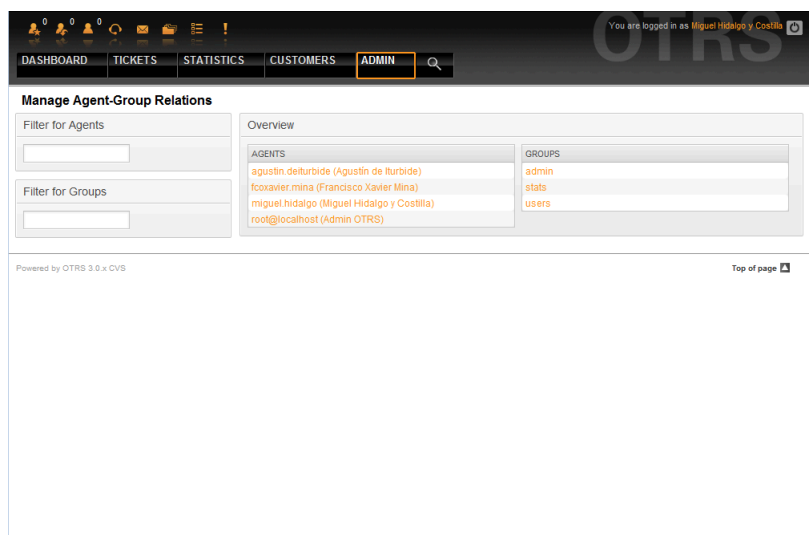 0 0 0
You are logged in as Miguel Hidalgo y Costilla
OTRS
DASHBOARD TICKETS STATISTICS CUSTOMERS ADMIN
Manage Agent-Group Relations
Filter for Agents
Filter for Groups
Overview
AGENTS
agustin.deiturbide (Agustín de Iturbide)
fcoxavier.mina (Francisco Xavier Mina)
miguel.hidalgo (Miguel Hidalgo y Costilla)
root@localhost (Admin OTRS)
GROUPS
admin
stats
users
Powered by OTRS 3.0.x CVS
Top of page